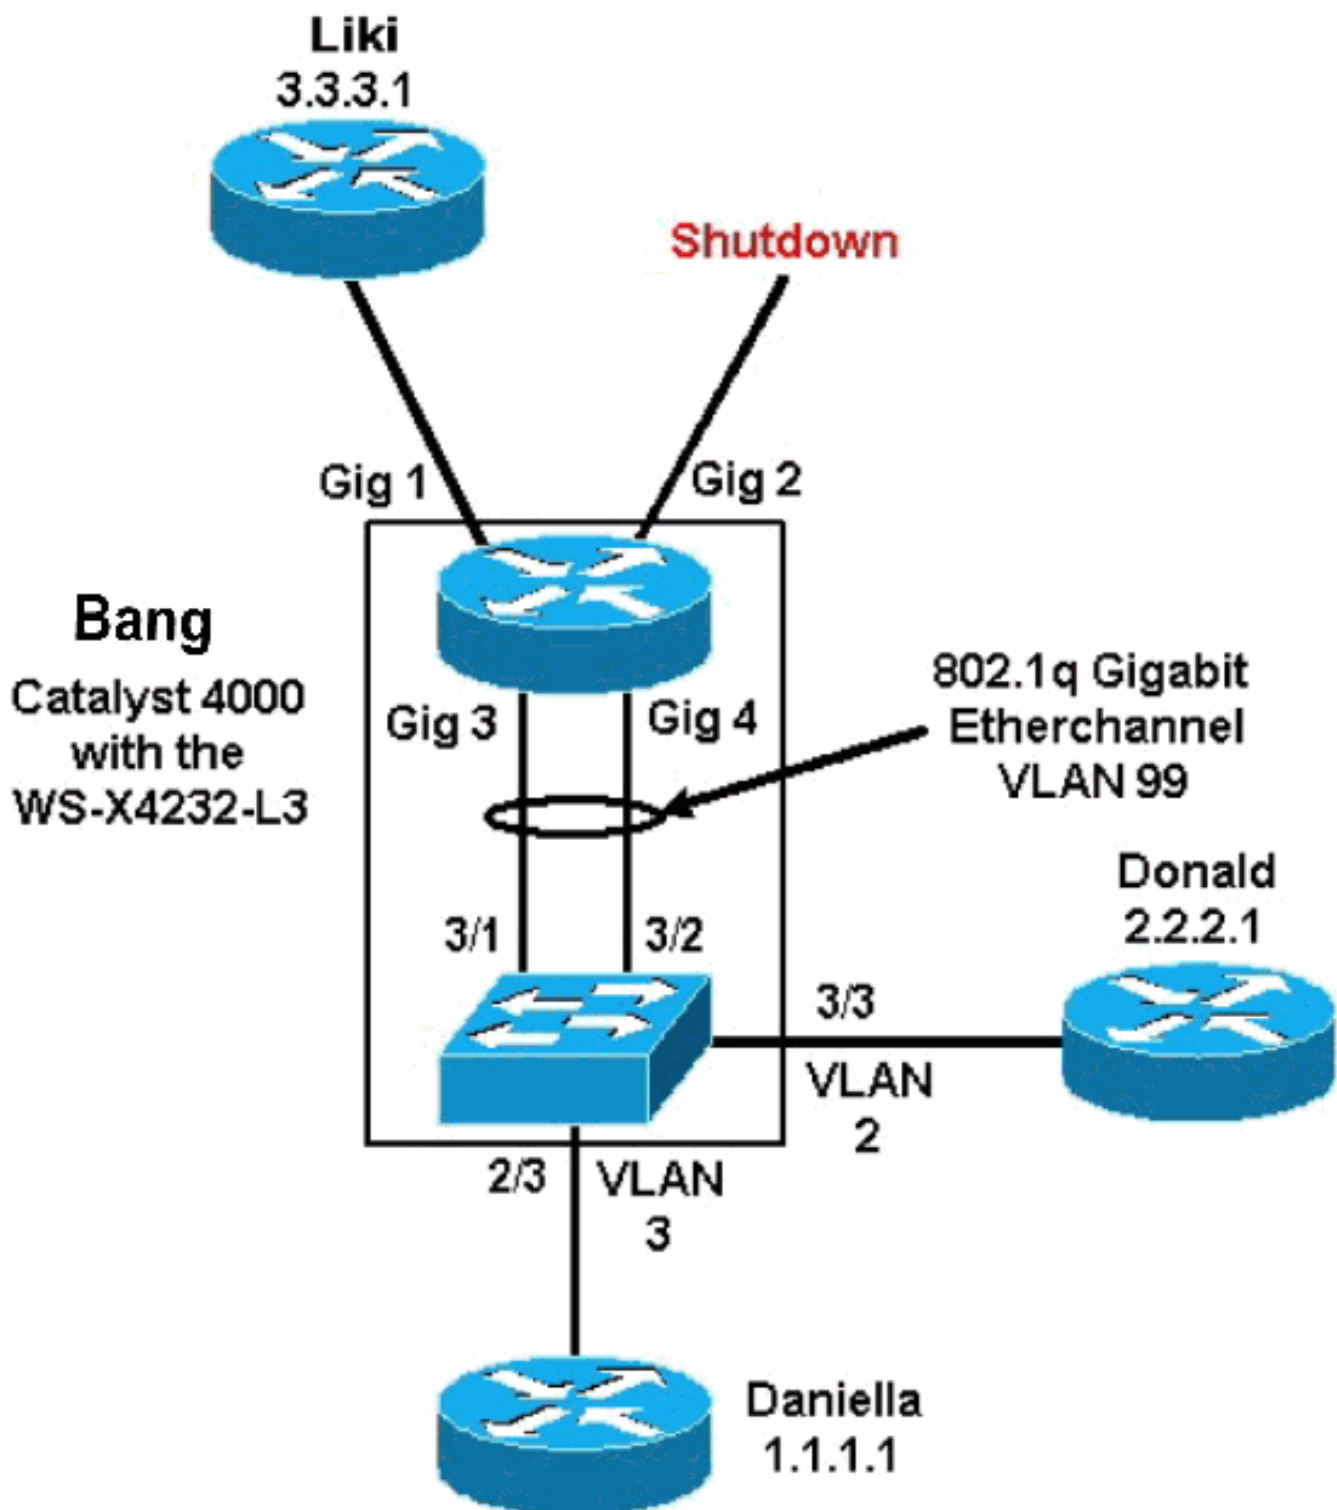 Liki
3.3.3.1
Shutdown
Gig 1
Gig 2
Bang
Catalyst 4000
with the
WS-X4232-L3
Gig 3
Gig 4
802.1q Gigabit
Etherchannel
VLAN 99
3/1
3/2
Donald
2.2.2.1
3/3
VLAN
2
2/3
VLAN
3
Daniella
1.1.1.1